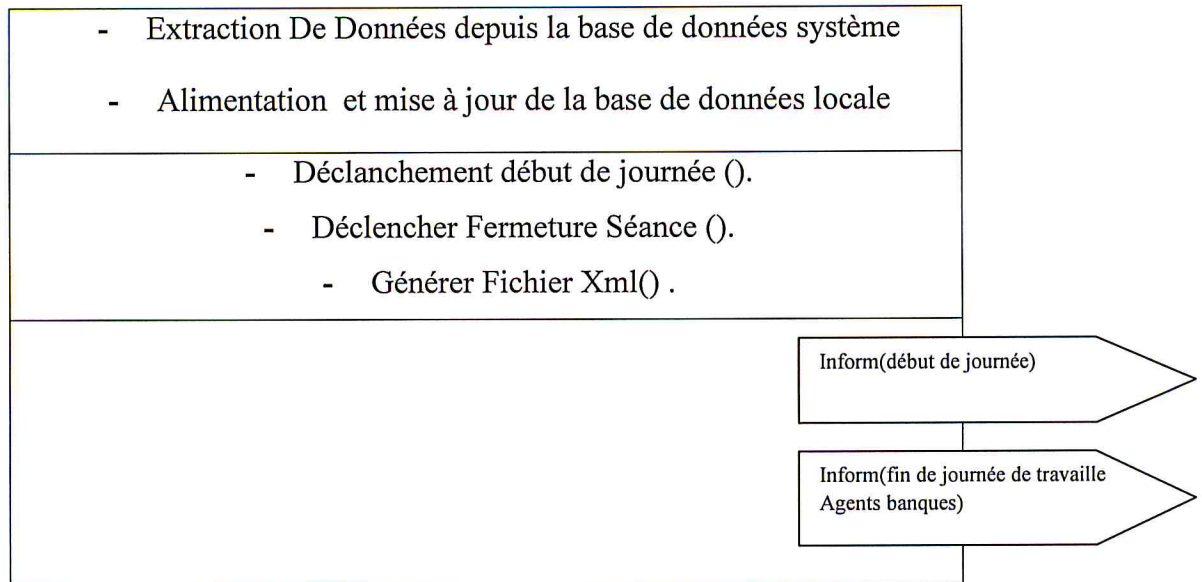 - Extraction De Données depuis la base de données système
- Alimentation et mise à jour de la base de données locale
- Déclanchement début de journée ().
- Déclencher Fermeture Séance ().
- Générer Fichier Xml() .
Inform(début de journée)
Inform(fin de journée de travaille
Agents banques)